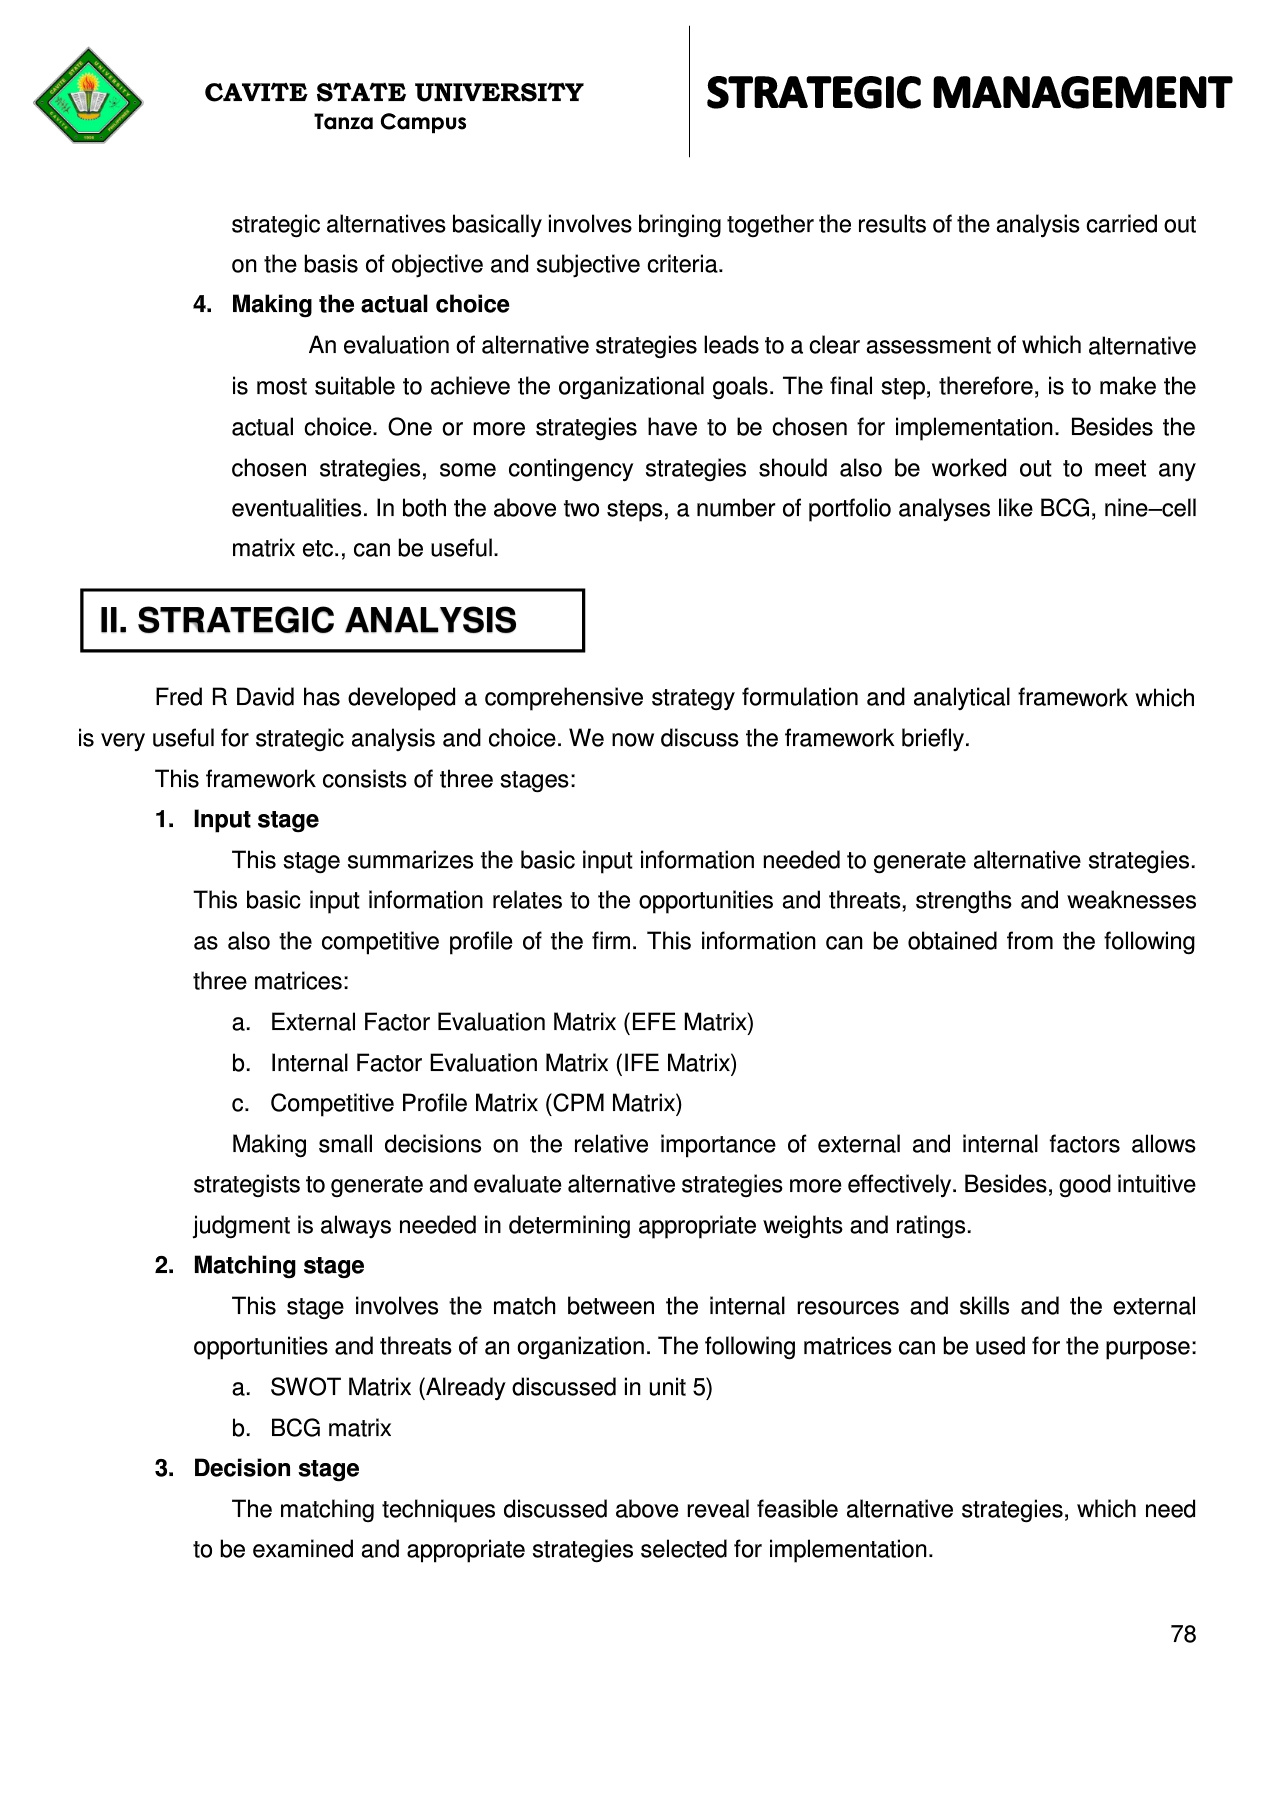 CAVITE STATE UNIVERSITY
Tanza Campus
STRATEGIC MANAGEMENT
strategic alternatives basically involves bringing together the results of the analysis carried out
on the basis of objective and subjective criteria.
4. Making the actual choice
An evaluation of alternative strategies leads to a clear assessment of which alternative
is most suitable to achieve the organizational goals. The final step, therefore, is to make the
actual choice. One or more strategies have to be chosen for implementation. Besides the
chosen strategies, some contingency strategies should also be worked out to meet any
eventualities. In both the above two steps, a number of portfolio analyses like BCG, nine–cell
matrix etc., can be useful.
II. STRATEGIC ANALYSIS
Fred R David has developed a comprehensive strategy formulation and analytical framework which
is very useful for strategic analysis and choice. We now discuss the framework briefly.
This framework consists of three stages:
1. Input stage
This stage summarizes the basic input information needed to generate alternative strategies.
This basic input information relates to the opportunities and threats, strengths and weaknesses
as also the competitive profile of the firm. This information can be obtained from the following
three matrices:
a. External Factor Evaluation Matrix (EFE Matrix)
b. Internal Factor Evaluation Matrix (IFE Matrix)
c. Competitive Profile Matrix (CPM Matrix)
Making small decisions on the relative importance of external and internal factors allows
strategists to generate and evaluate alternative strategies more effectively. Besides, good intuitive
judgment is always needed in determining appropriate weights and ratings.
2. Matching stage
This stage involves the match between the internal resources and skills and the external
opportunities and threats of an organization. The following matrices can be used for the purpose:
a. SWOT Matrix (Already discussed in unit 5)
b. BCG matrix
3. Decision stage
The matching techniques discussed above reveal feasible alternative strategies, which need
to be examined and appropriate strategies selected for implementation.
78